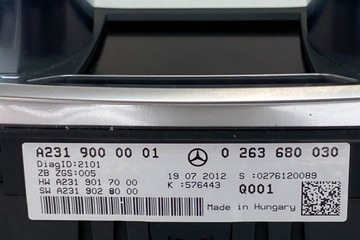 A231 900 00 01 0 263 680 030
DiagID:2101
ZB ZGS:005 19 07 2012 S :0276120089
HW A231 901 70 00 K :576443 Q001
SW A231 902 80 00 Made in Hungary